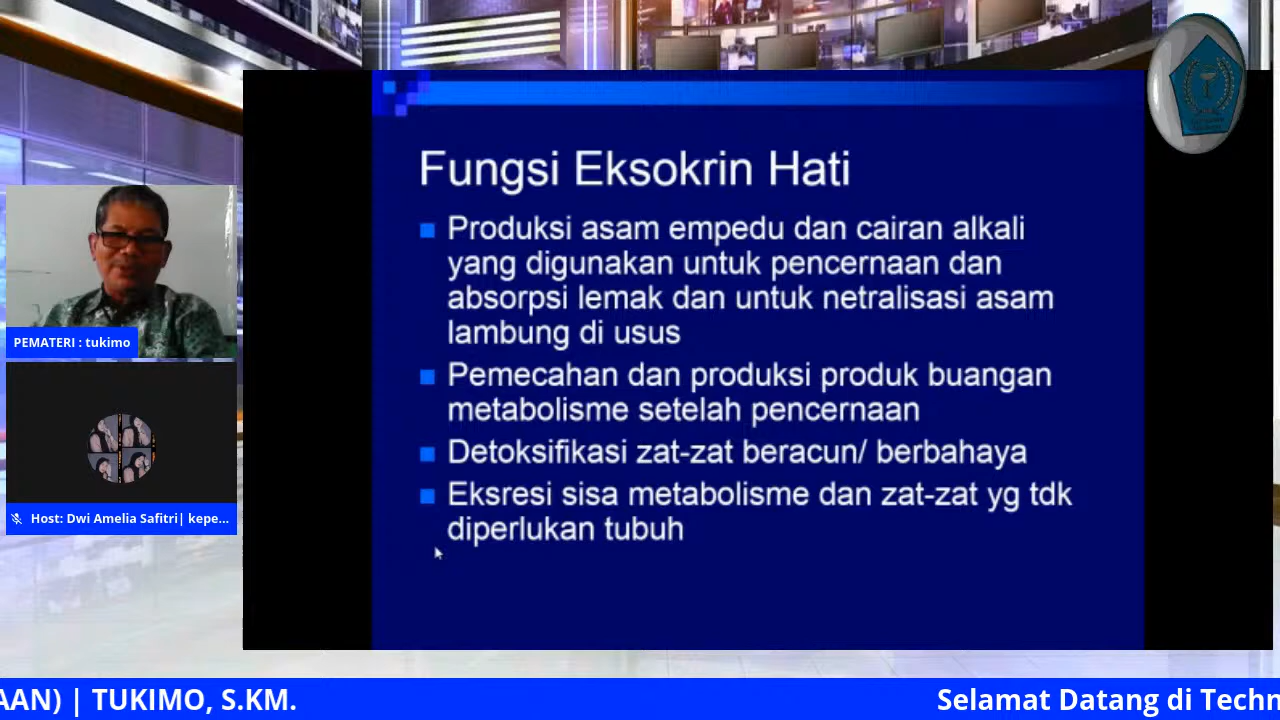 Fungsi Eksokrin Hati
Produksi asam empedu dan cairan alkali
yang digunakan untuk pencernaan dan
absorpsi lemak dan untuk netralisasi asam
lambung di usus
Pemecahan dan produksi produk buangan
metabolisme setelah pencernaan
Detoksifikasi zat-zat beracun/ berbahaya
Eksresi sisa metabolisme dan zat-zat yg tdk
diperlukan tubuh
PEMATERI : tukimo
Host: Dwi Amelia Safitri| kepe...
AAN) | TUKIMO, S.KM.
Selamat Datang di Techn